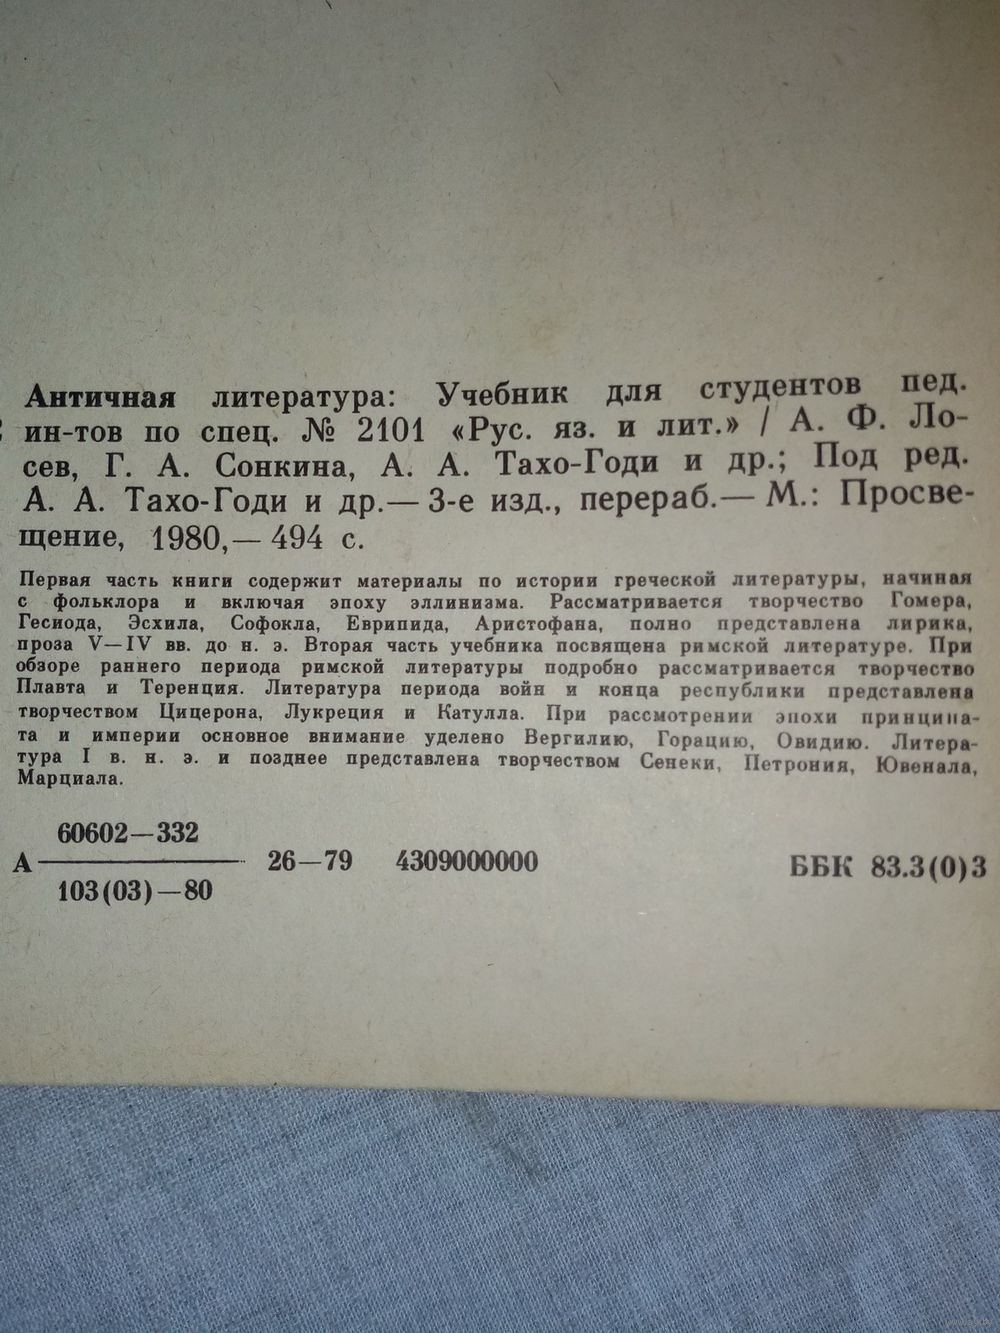 Античная литература: Учебник для студентов пед.
ин-тов по спец. № 2101 «Рус. яз. и лит.» / А. Ф. Ло-
сев, Г. А. Сонкина, А. А. Тахо-Годи и др.; Под ред.
А. А. Тахо-Годи и др.— 3-е изд., перераб.— М.: Просве-
щение, 1980,— 494 с.
Первая часть книги содержит материалы по истории греческой литературы, начиная
с фольклора и включая эпоху эллинизма. Рассматривается творчество Гомера,
Гесиода, Эсхила, Софокла, Еврипида, Аристофана, полно представлена лирика,
проза V—IV вв. до н. э. Вторая часть учебника посвящена римской литературе. При
обзоре раннего периода римской литературы подробно рассматривается творчество
Плавта и Теренция. Литература периода войн и конца республики представлена
творчеством Цицерона, Лукреция и Катулла. При рассмотрении эпохи принципа-
та и империи основное внимание уделено Вергилию, Горацию, Овидию. Литера-
тура I в. н. э. и позднее представлена творчеством Сенеки, Петрония, Ювенала,
Марциала.
60602—332
А 26—79 4309000000 ББК 83.3(0)3
103(03)—80